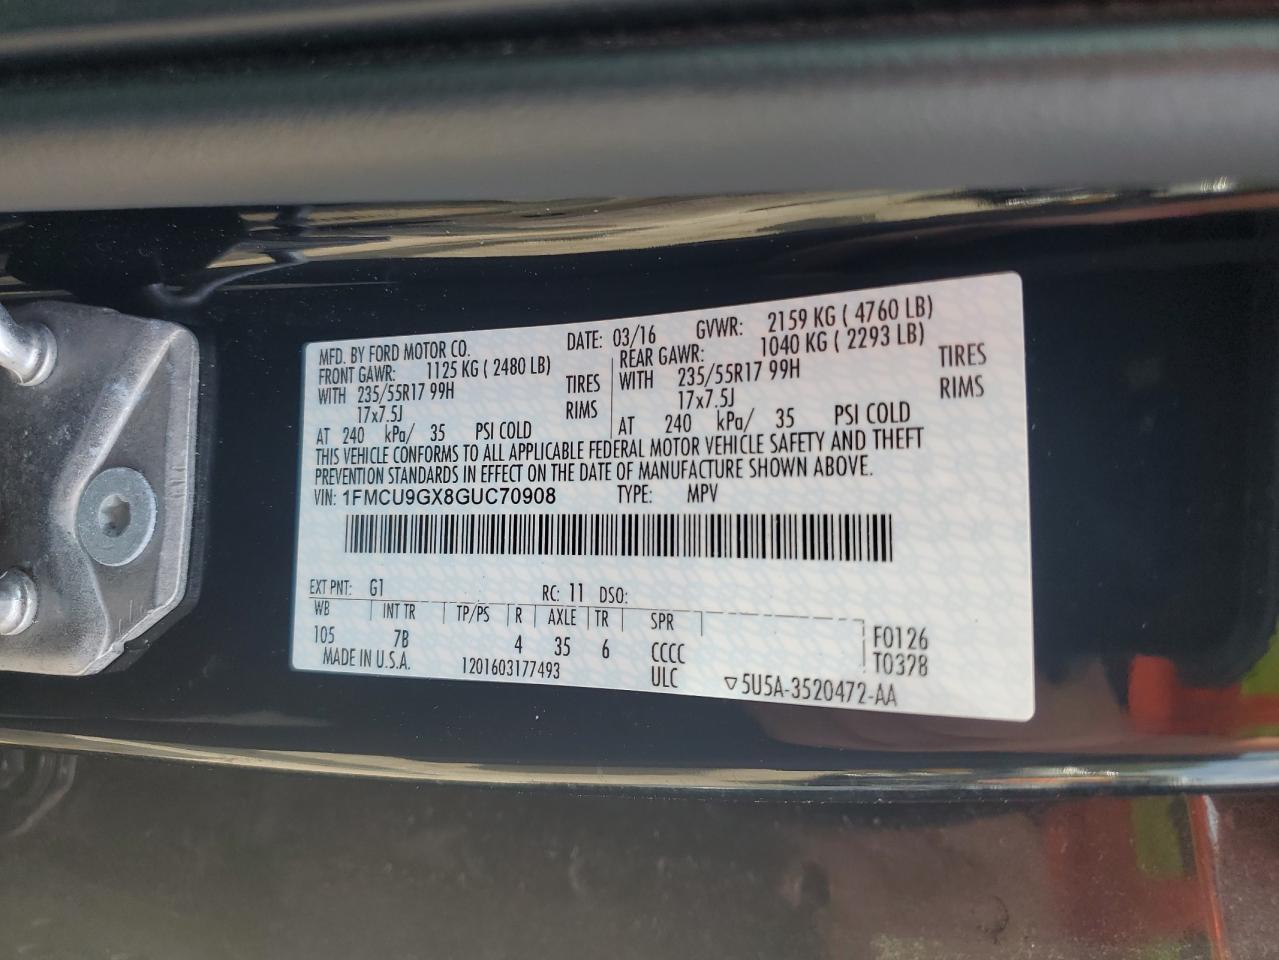 MFD. BY FORD MOTOR CO. DATE: 03/16 GVWR: 2159 KG ( 4760 LB)
FRONT GAWR: 1125 KG ( 2480 LB) REAR GAWR: 1040 KG ( 2293 LB)
WITH 235/55R17 99H TIRES WITH 235/55R17 99H TIRES
17x7.5J RIMS 17x7.5J RIMS
AT 240 kPa/ 35 PSI COLD AT 240 kPa/ 35 PSI COLD
THIS VEHICLE CONFORMS TO ALL APPLICABLE FEDERAL MOTOR VEHICLE SAFETY AND THEFT
PREVENTION STANDARDS IN EFFECT ON THE DATE OF MANUFACTURE SHOWN ABOVE.
VIN: 1FMCU9GX8GUC70908 TYPE: MPV
EXT PNT: G1 RC: 11 DSO:
WB INT TR TP/PS R AXLE TR SPR
105 7B 4 35 6 CCCC F0126
MADE IN U.S.A. 1201603177493 ULC T0378
▽5U5A-3520472-AA